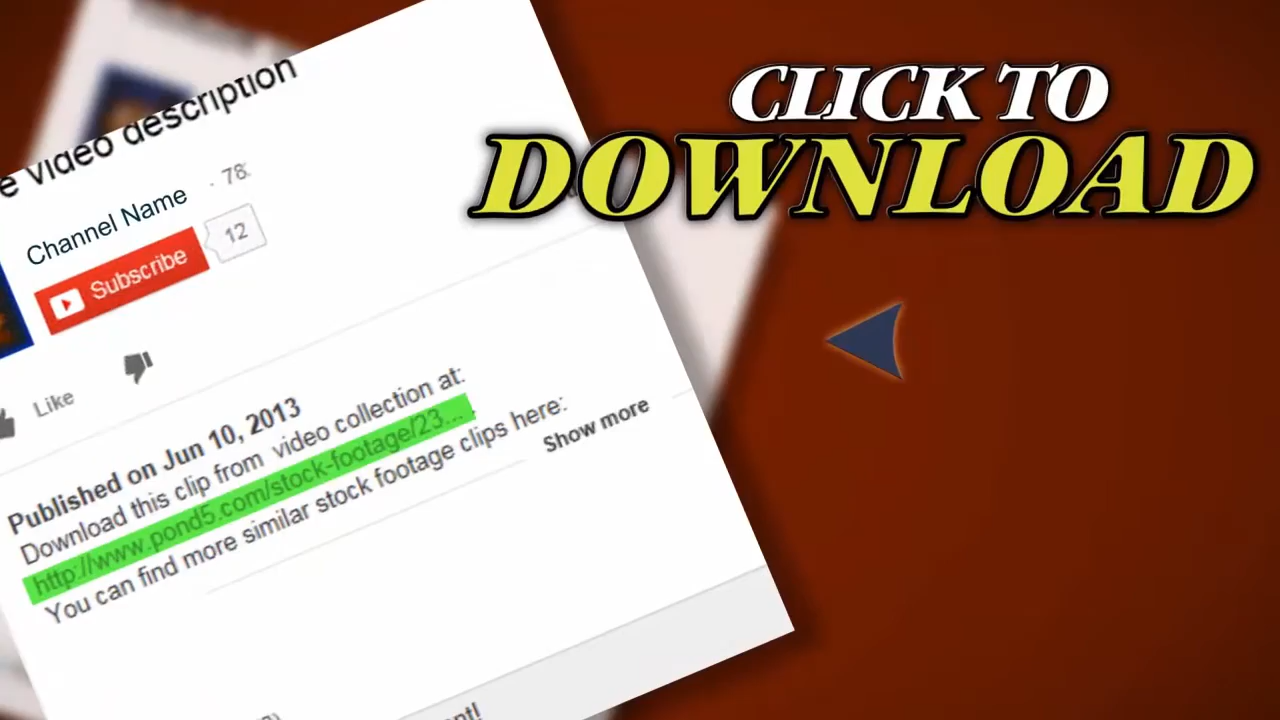 CLICK TO
DOWNLOAD
e video description
Channel Name · 78
Subscribe 12
Like
Published on Jun 10, 2013
Download this clip from video collection at:
http://www.pond5.com/stock-footage/23...
You can find more similar stock footage clips here:
Show more